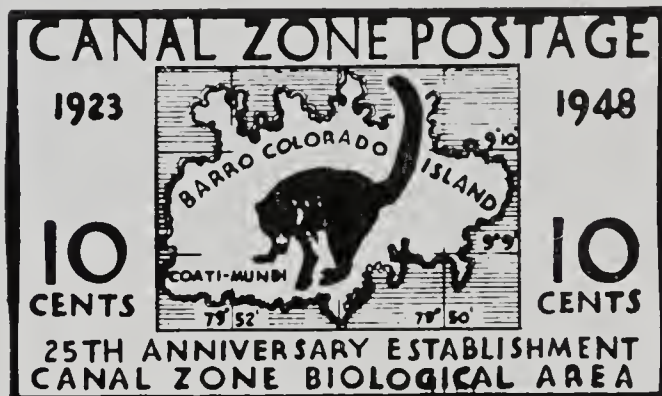 CANAL ZONE POSTAGE
1923
1948
BARRO COLORADO ISLAND
9°10'
9°9'
COATI-MUNDI
79° 52'
79° 50'
10
CENTS
10
CENTS
25TH ANNIVERSARY ESTABLISHMENT
CANAL ZONE BIOLOGICAL AREA